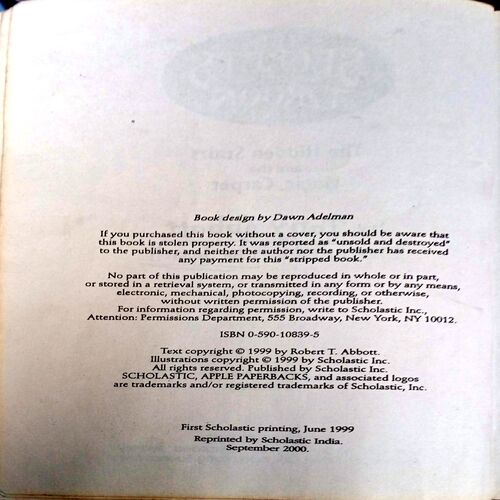 Book design by Dawn Adelman
If you purchased this book without a cover, you should be aware that
this book is stolen property. It was reported as "unsold and destroyed"
to the publisher, and neither the author nor the publisher has received
any payment for this "stripped book."
No part of this publication may be reproduced in whole or in part,
or stored in a retrieval system, or transmitted in any form or by any means,
electronic, mechanical, photocopying, recording, or otherwise,
without written permission of the publisher.
For information regarding permission, write to Scholastic Inc.,
Attention: Permissions Department, 555 Broadway, New York, NY 10012.
ISBN 0-590-10839-5
Text copyright © 1999 by Robert T. Abbott.
Illustrations copyright © 1999 by Scholastic Inc.
All rights reserved. Published by Scholastic Inc.
SCHOLASTIC, APPLE PAPERBACKS, and associated logos
are trademarks and/or registered trademarks of Scholastic, Inc.
First Scholastic printing, June 1999
Reprinted by Scholastic India.
September 2000.